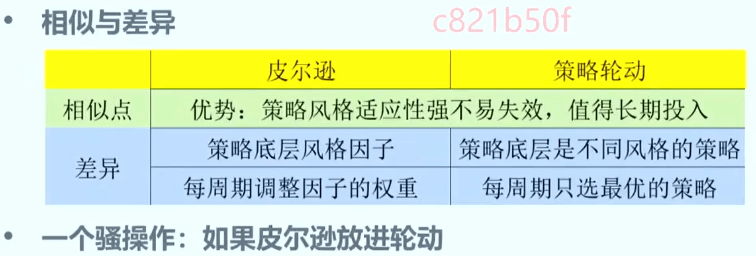 相似与差异
c821b50f
皮尔逊 策略轮动
相似点 优势：策略风格适应性强不易失效，值得长期投入
差异 策略底层风格因子 策略底层是不同风格的策略
每周期调整因子的权重 每周期只选最优的策略
一个骚操作：如果皮尔逊放进轮动